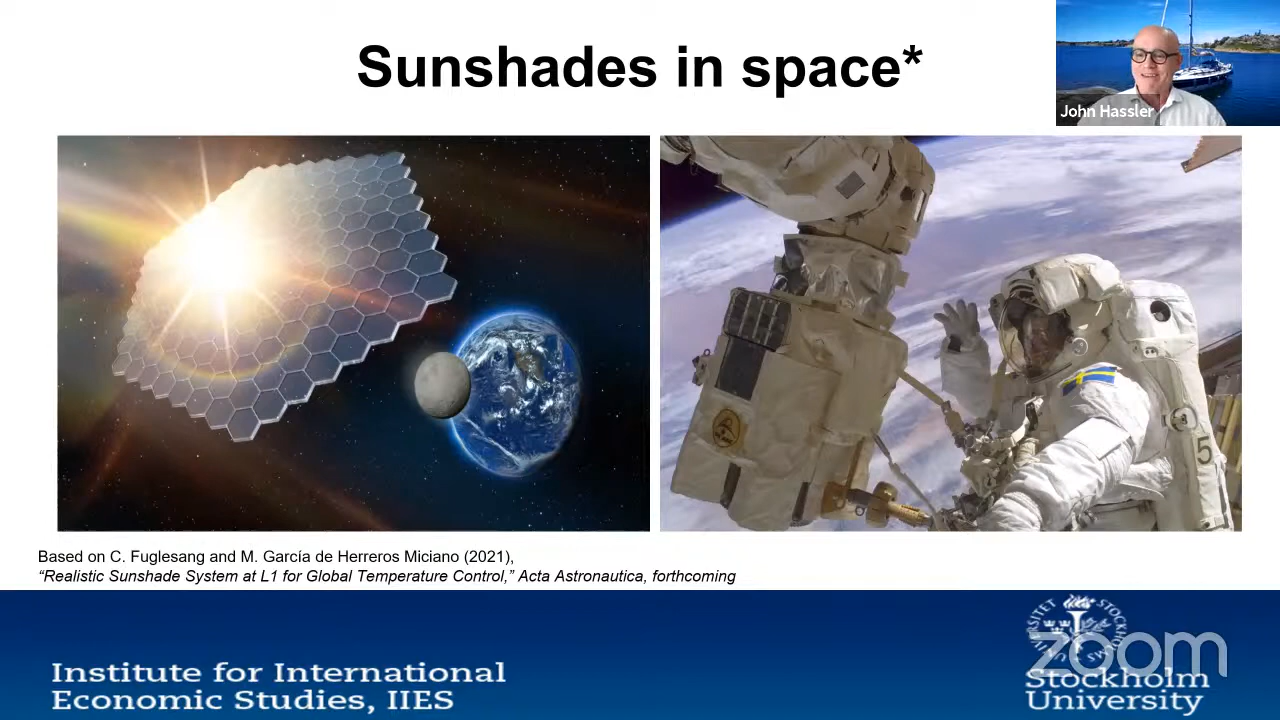 Sunshades in space*
John Hassler
5
Based on C. Fuglesang and M. García de Herreros Miciano (2021),
"Realistic Sunshade System at L1 for Global Temperature Control," Acta Astronautica, forthcoming
Institute for International
Economic Studies, IIES
zoom
Stockholm
University